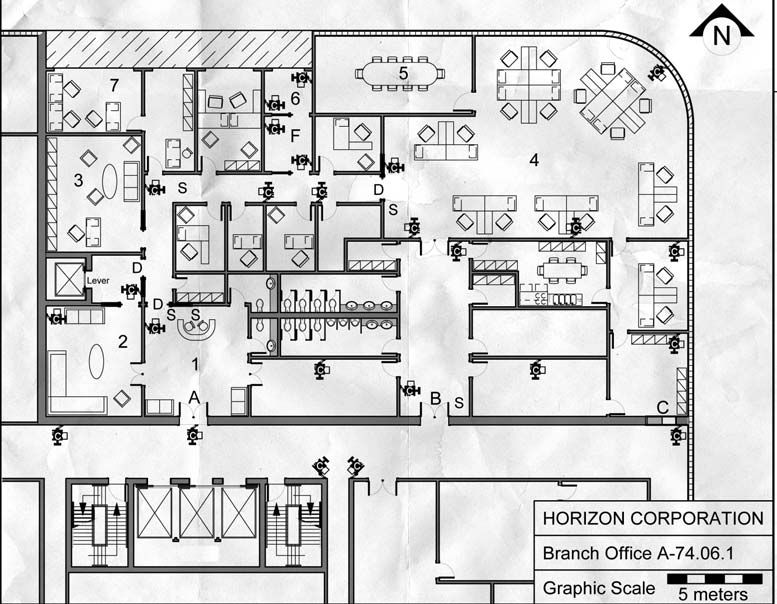 N
7
6
5
F
4
3
S
D
S
D
Lever
D
S
S
2
1
A
B
S
C
HORIZON CORPORATION
Branch Office A-74.06.1
Graphic Scale
5 meters